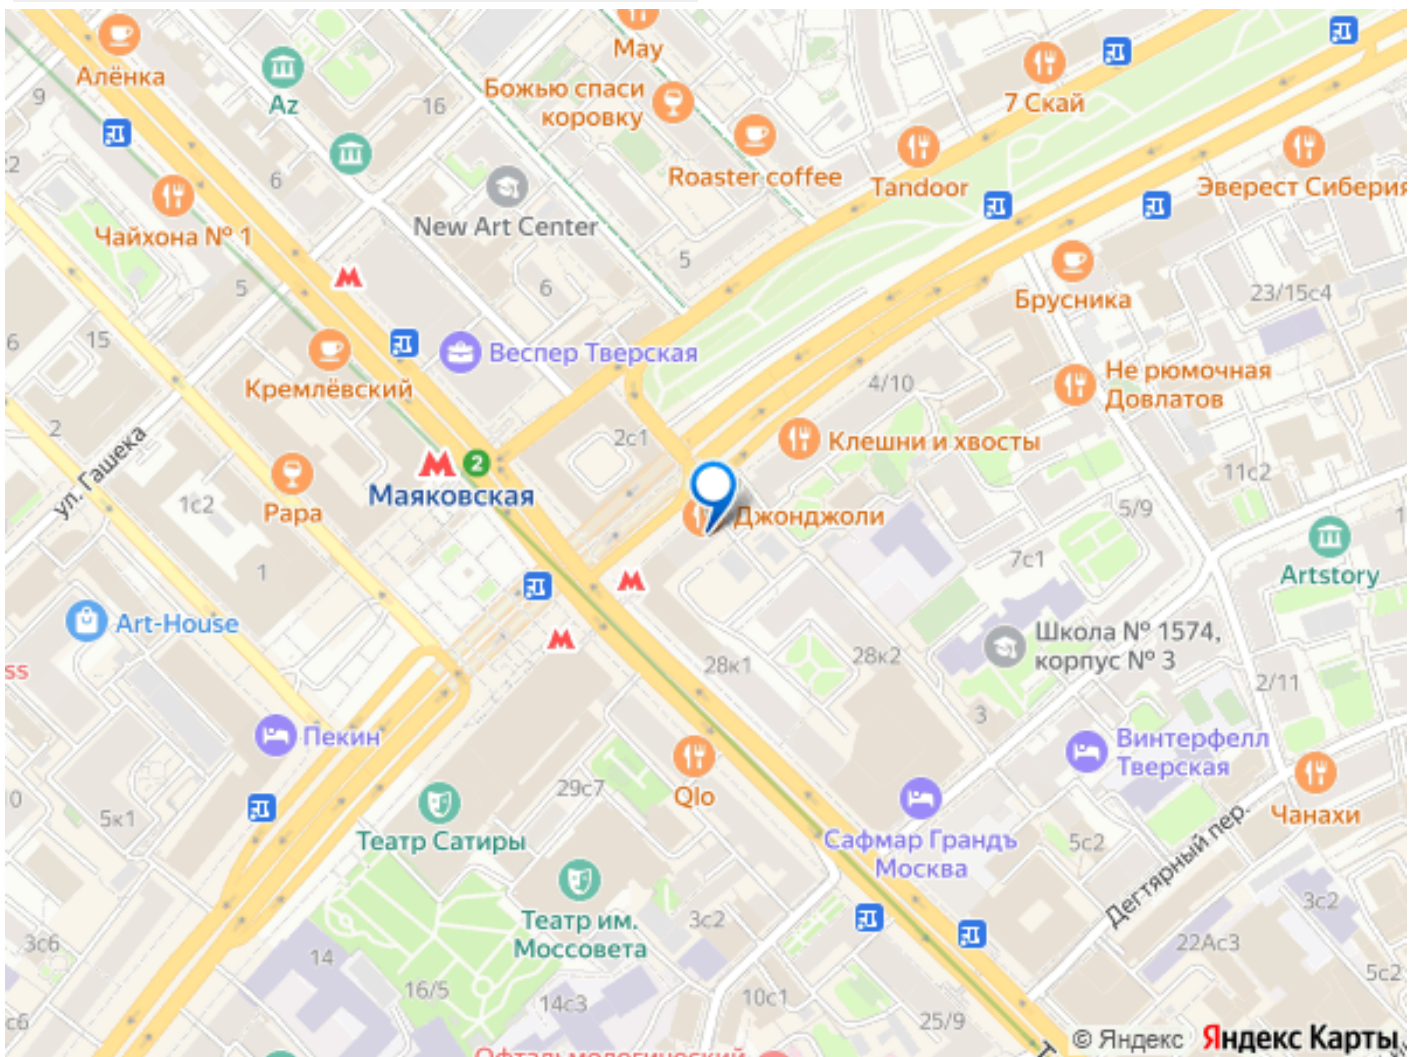 May
Алёнка
7 Скай
Az
Божью спаси
коровку
9
16
Roaster coffee
Tandoor
Эверест Сиберия
6
New Art Center
Чайхона № 1
5
5
6
Брусника
23/15с4
15
Веспер Тверская
Кремлёвский
4/10
Не рюмочная
Довлатов
2
2с1
Клешни и хвосты
ул. Гашека
2
Маяковская
11с2
1с2
Papa
Джонджоли
5/9
7с1
1
Artstory
Art-House
Школа № 1574,
корпус № 3
28к1
28к2
2/11
3
Пекин
Винтерфелл
Тверская
29с7
Qlo
5к1
Чанахи
Театр Сатиры
Сафмар Грандъ
Москва
5с2
Дегтярный пер.
Театр им.
Моссовета
3с2
3с2
3с6
14
22Ас3
5с2
16/5
14с3
10с1
25/9
© Яндекс Яндекс Карты